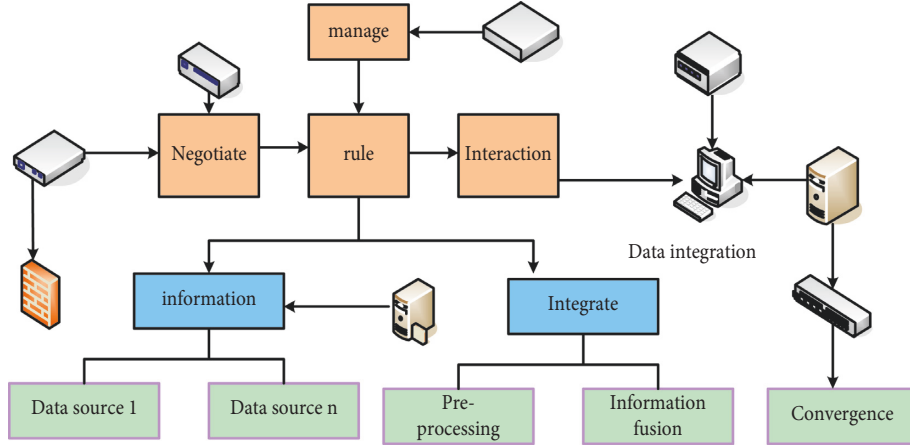 manage
Negotiate
rule
Interaction
Data integration
information
Integrate
Data source 1
Data source n
Pre-
processing
Information
fusion
Convergence